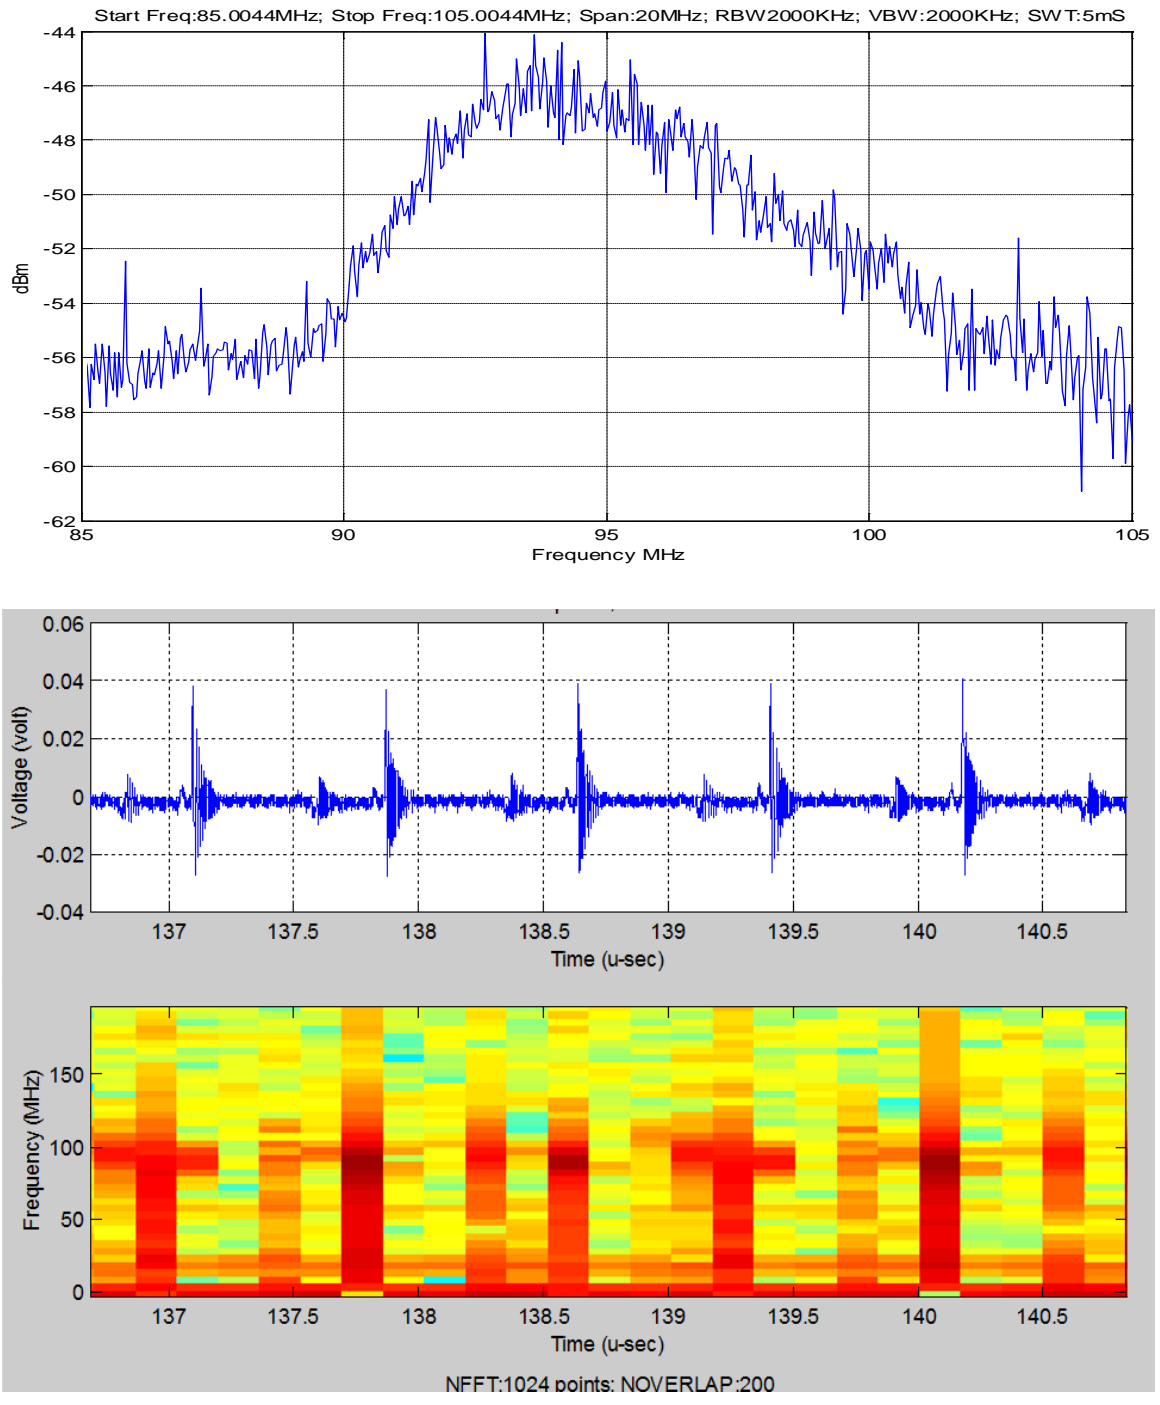 Start Freq:85.0044MHz; Stop Freq:105.0044MHz; Span:20MHz; RBW2000KHz; VBW:2000KHz; SWT:5mS
-44
-46
-48
-50
-52
-54
-56
-58
-60
-62
dBm
85 90 95 100 105
Frequency MHz
0.06
0.04
0.02
0
-0.02
-0.04
Voltage (volt)
137 137.5 138 138.5 139 139.5 140 140.5
Time (u-sec)
150
100
50
0
Frequency (MHz)
137 137.5 138 138.5 139 139.5 140 140.5
Time (u-sec)
NFFT:1024 points; NOVERLAP:200